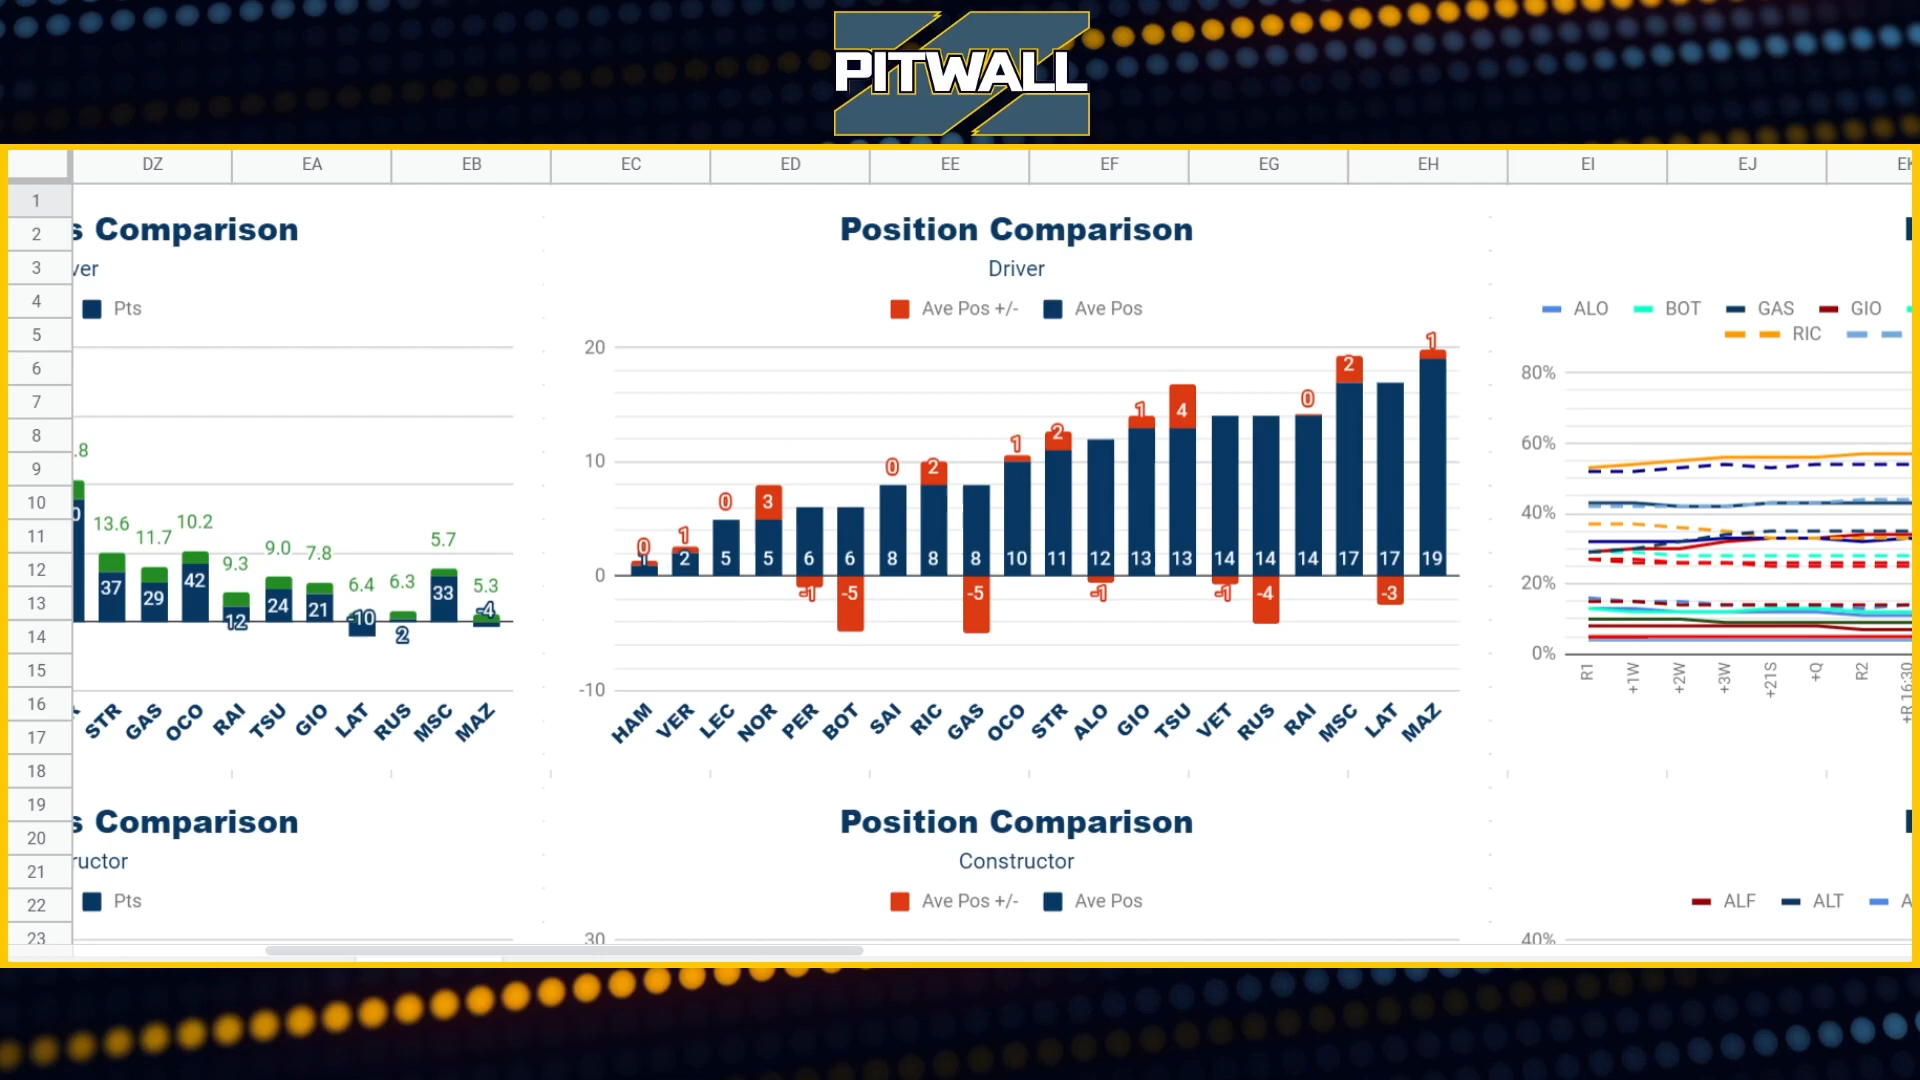 PITWALL
DZ EA EB EC ED EE EF EG EH EI EJ
1
2
3
4
5
6
7
8
9
10
11
12
13
14
15
16
17
18
19
20
21
22
23
s Comparison
ver
Pts
.8 13.6 11.7 10.2 9.3 9.0 7.8 6.4 6.3 5.7 5.3
0 37 29 42 12 24 21 -10 2 33 -4
STR GAS OCO RAI TSU GIO LAT RUS MSC MAZ
Position Comparison
Driver
Ave Pos +/- Ave Pos
20
10
0
-10
0 1 0 3 -1 -5 0 2 -5 1 2 -1 1 4 -1 -4 0 2 -3 1
1 2 5 5 6 6 8 8 8 10 11 12 13 13 14 14 14 17 17 19
HAM VER LEC NOR PER BOT SAI RIC GAS OCO STR ALO GIO TSU VET RUS RAI MSC LAT MAZ
ALO BOT GAS GIO
RIC
80%
60%
40%
20%
0%
R1 +1W +2W +3W +21S +Q R2 +R 16:30
s Comparison
ructor
Pts
Position Comparison
Constructor
Ave Pos +/- Ave Pos
30
ALF ALT A
40%